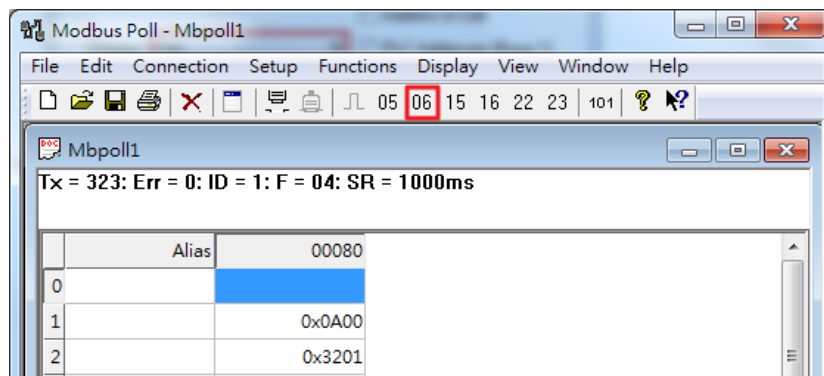 Modbus Poll - Mbpoll1
File Edit Connection Setup Functions Display View Window Help
05 06 15 16 22 23 101
Mbpoll1
Tx = 323: Err = 0: ID = 1: F = 04: SR = 1000ms
Alias 00080
0
1 0x0A00
2 0x3201